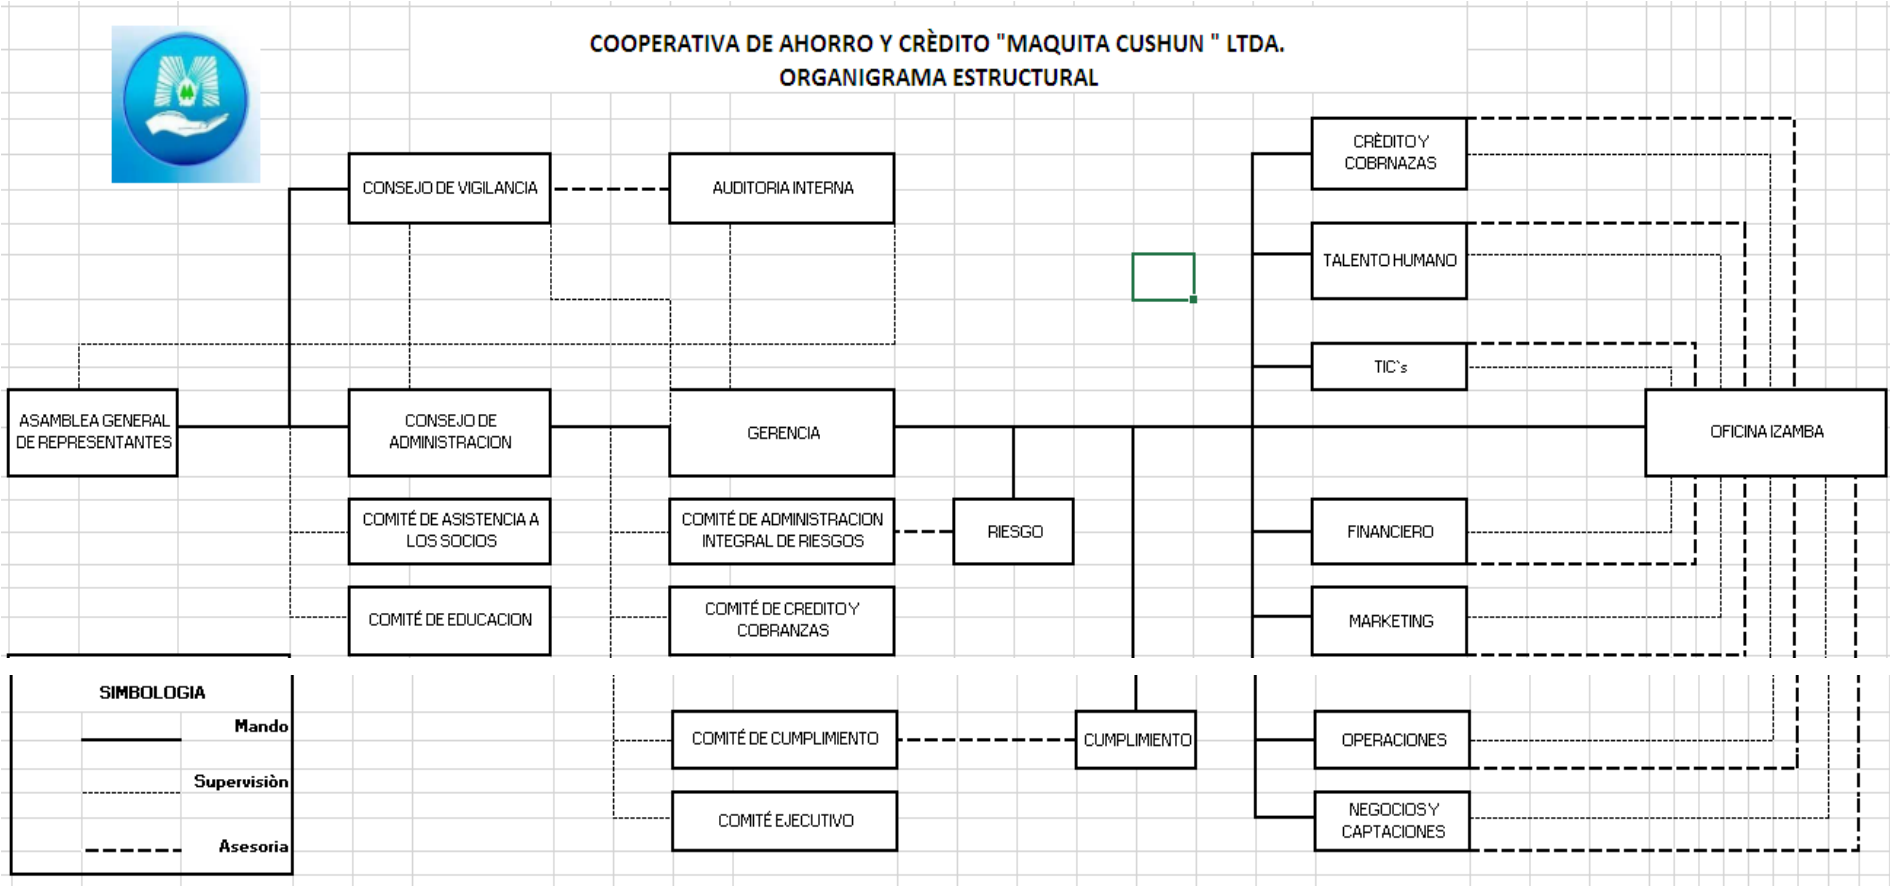 COOPERATIVA DE AHORRO Y CRÈDITO "MAQUITA CUSHUN " LTDA.
ORGANIGRAMA ESTRUCTURAL
CRÈDITO Y
COBRNAZAS
CONSEJO DE VIGILANCIA
AUDITORIA INTERNA
TALENTO HUMANO
TIC`s
ASAMBLEA GENERAL
DE REPRESENTANTES
CONSEJO DE
ADMINISTRACION
GERENCIA
OFICINA IZAMBA
COMITÉ DE ASISTENCIA A
LOS SOCIOS
COMITÉ DE ADMINISTRACION
INTEGRAL DE RIESGOS
RIESGO
FINANCIERO
COMITÉ DE EDUCACION
COMITÉ DE CREDITO Y
COBRANZAS
MARKETING
SIMBOLOGIA
Mando
Supervisiòn
Asesoria
COMITÉ DE CUMPLIMIENTO
CUMPLIMIENTO
OPERACIONES
COMITÉ EJECUTIVO
NEGOCIOS Y
CAPTACIONES